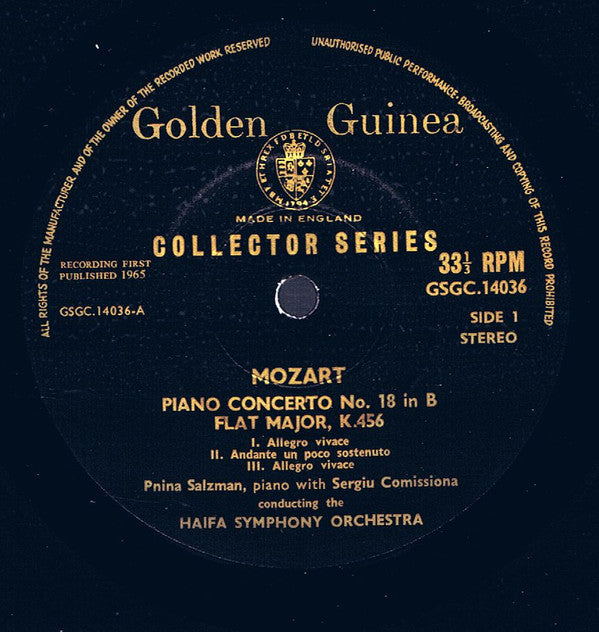 ALL RIGHTS OF THE MANUFACTURER AND OF THE OWNER OF THE RECORDED WORK RESERVED
UNAUTHORISED PUBLIC PERFORMANCE · BROADCASTING AND COPYING OF THIS RECORD PROHIBITED
Golden Guinea
MADE IN ENGLAND
COLLECTOR SERIES
RECORDING FIRST
PUBLISHED 1965
33⅓ RPM
GSGC.14036
GSGC.14036-A
SIDE 1
STEREO
MOZART
PIANO CONCERTO No. 18 in B
FLAT MAJOR, K.456
I. Allegro vivace
II. Andante un poco sostenuto
III. Allegro vivace
Pnina Salzman, piano with Sergiu Comissiona
conducting the
HAIFA SYMPHONY ORCHESTRA